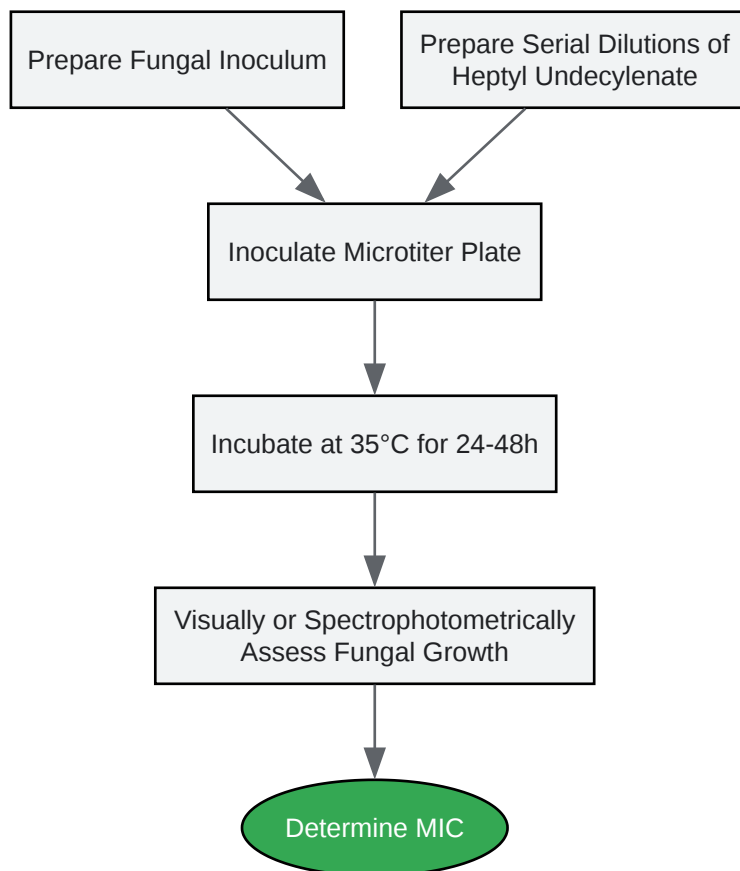 Prepare Fungal Inoculum
Prepare Serial Dilutions of
Heptyl Undecylenate
Inoculate Microtiter Plate
Incubate at 35°C for 24-48h
Visually or Spectrophotometrically
Assess Fungal Growth
Determine MIC